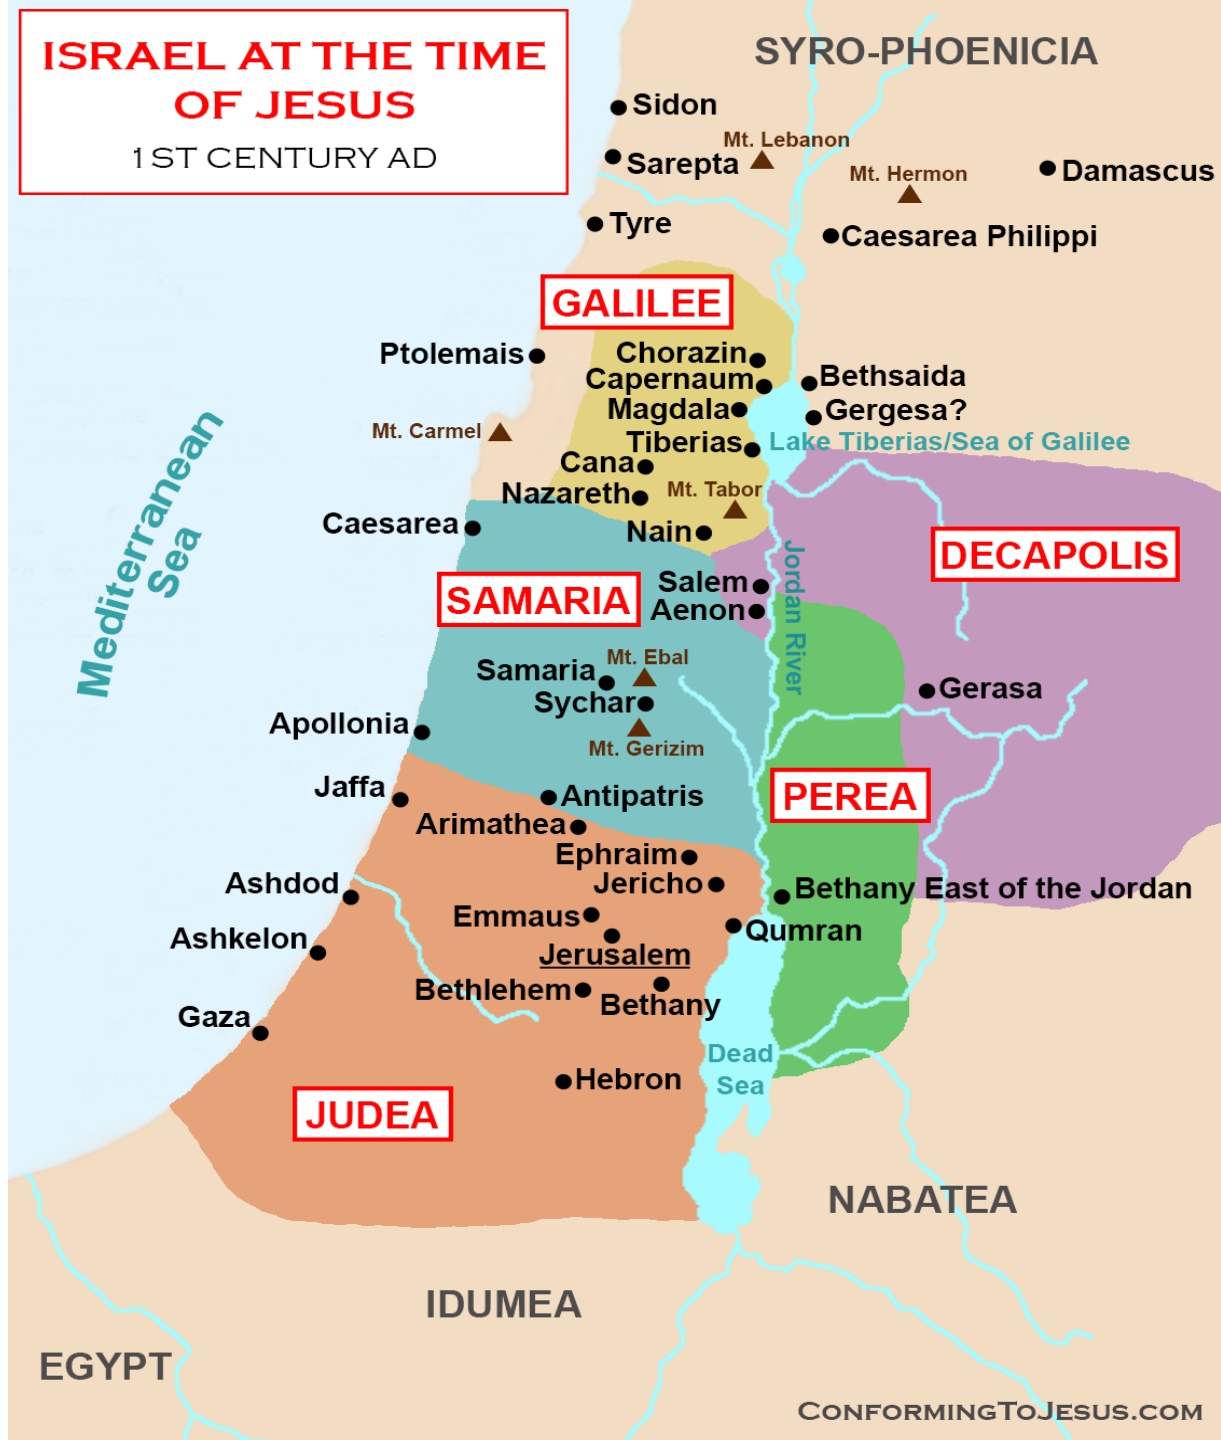 ISRAEL AT THE TIME
OF JESUS
1ST CENTURY AD
SYRO-PHOENICIA
Sidon
Mt. Lebanon
Sarepta
Mt. Hermon
Damascus
Tyre
Caesarea Philippi
GALILEE
Ptolemais
Chorazin
Capernaum
Bethsaida
Magdala
Gergesa?
Mt. Carmel
Tiberias
Lake Tiberias/Sea of Galilee
Cana
Nazareth
Mt. Tabor
Mediterranean
Sea
Caesarea
Nain
DECAPOLIS
Jordan River
Salem
SAMARIA
Aenon
Mt. Ebal
Samaria
Gerasa
Sychar
Apollonia
Mt. Gerizim
Jaffa
Antipatris
PEREA
Arimathea
Ephraim
Ashdod
Jericho
Bethany East of the Jordan
Emmaus
Qumran
Ashkelon
Jerusalem
Bethlehem
Bethany
Gaza
Dead
Sea
Hebron
JUDEA
NABATEA
IDUMEA
EGYPT
CONFORMINGTOJESUS.COM